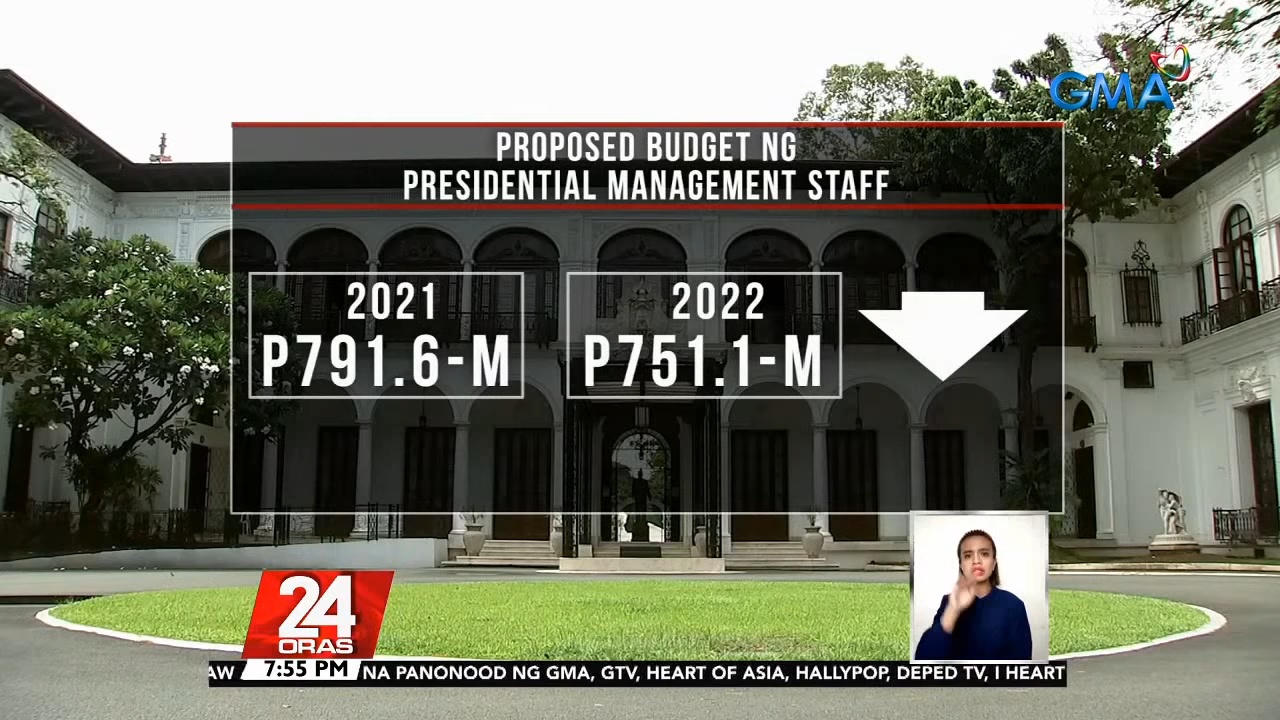 GMA
PROPOSED BUDGET NG
PRESIDENTIAL MANAGEMENT STAFF
2021
P791.6-M
2022
P751.1-M
24
ORAS
7:55 PM
AW NA PANONOOD NG GMA, GTV, HEART OF ASIA, HALLYPOP, DEPED TV, I HEART